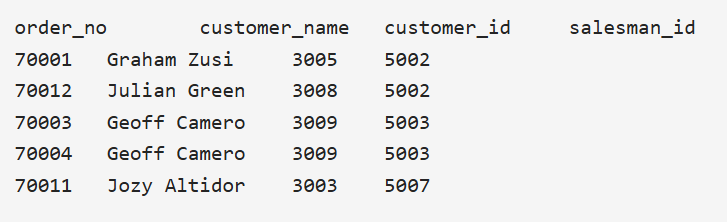 order_no customer_name customer_id salesman_id
70001 Graham Zusi 3005 5002
70012 Julian Green 3008 5002
70003 Geoff Camero 3009 5003
70004 Geoff Camero 3009 5003
70011 Jozy Altidor 3003 5007